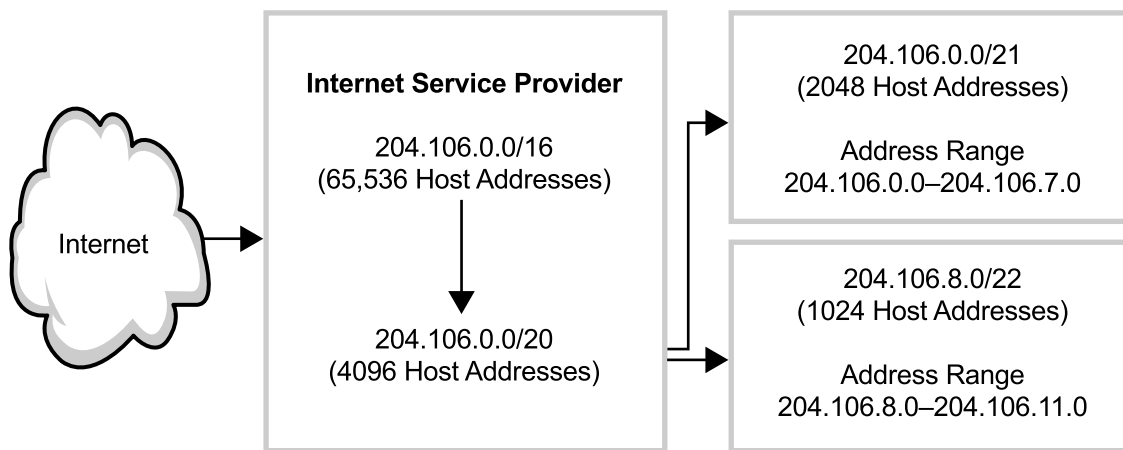 Internet
Internet Service Provider
204.106.0.0/16
(65,536 Host Addresses)
204.106.0.0/20
(4096 Host Addresses)
204.106.0.0/21
(2048 Host Addresses)
Address Range
204.106.0.0–204.106.7.0
204.106.8.0/22
(1024 Host Addresses)
Address Range
204.106.8.0–204.106.11.0